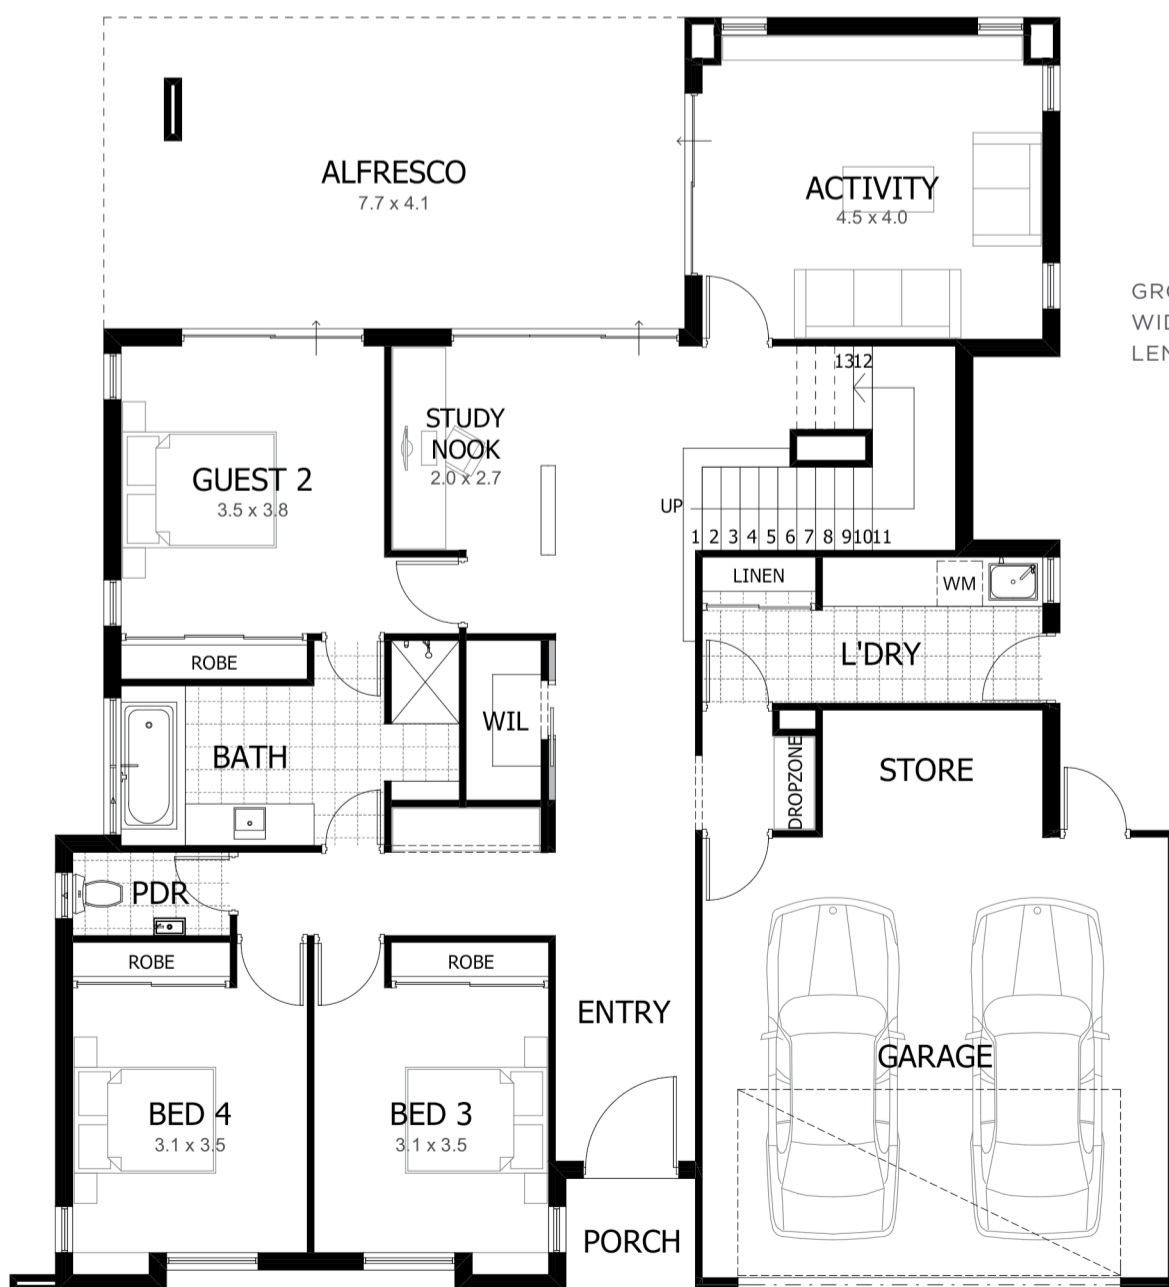 ALFRESCO
7.7 x 4.1
ACTIVITY
4.5 x 4.0
GRO
WID
LEN
1312
STUDY
NOOK
2.0 x 2.7
GUEST 2
3.5 x 3.8
UP
1 2 3 4 5 6 7 8 9 10 11
LINEN
WM
L'DRY
ROBE
WIL
BATH
DROPZONE
STORE
PDR
ROBE
ROBE
ENTRY
GARAGE
BED 4
3.1 x 3.5
BED 3
3.1 x 3.5
PORCH